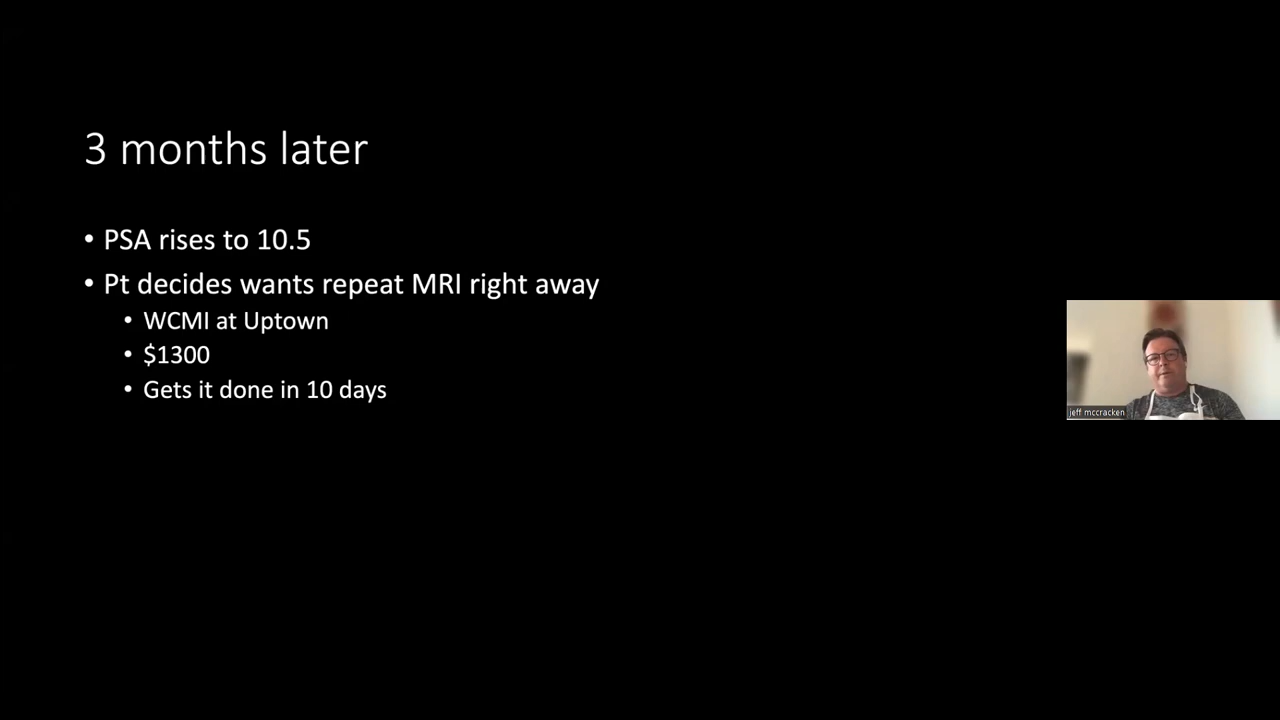 3 months later
• PSA rises to 10.5
• Pt decides wants repeat MRI right away
• WCMI at Uptown
• $1300
• Gets it done in 10 days
jeff mccracken